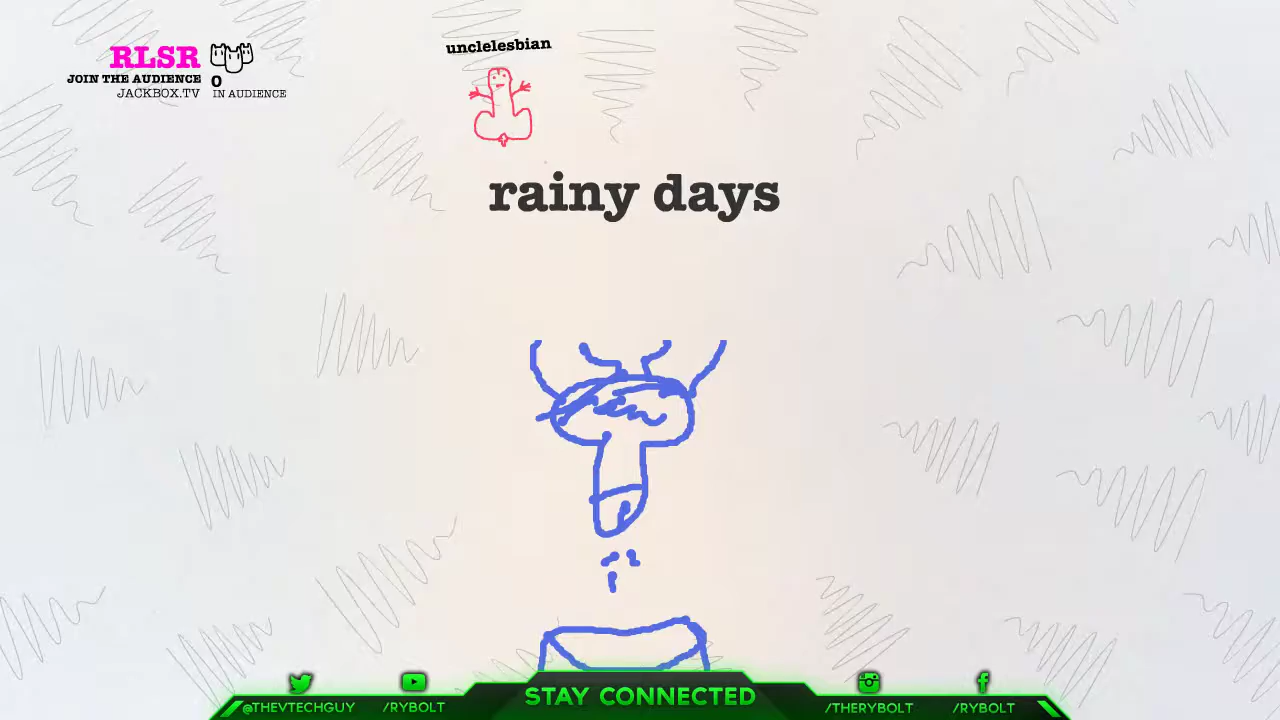 RLSR
JOIN THE AUDIENCE
JACKBOX.TV
0
IN AUDIENCE
unclelesbian
rainy days
STAY CONNECTED
@THEVTECHGUY
/RYBOLT
/THERYBOLT
/RYBOLT